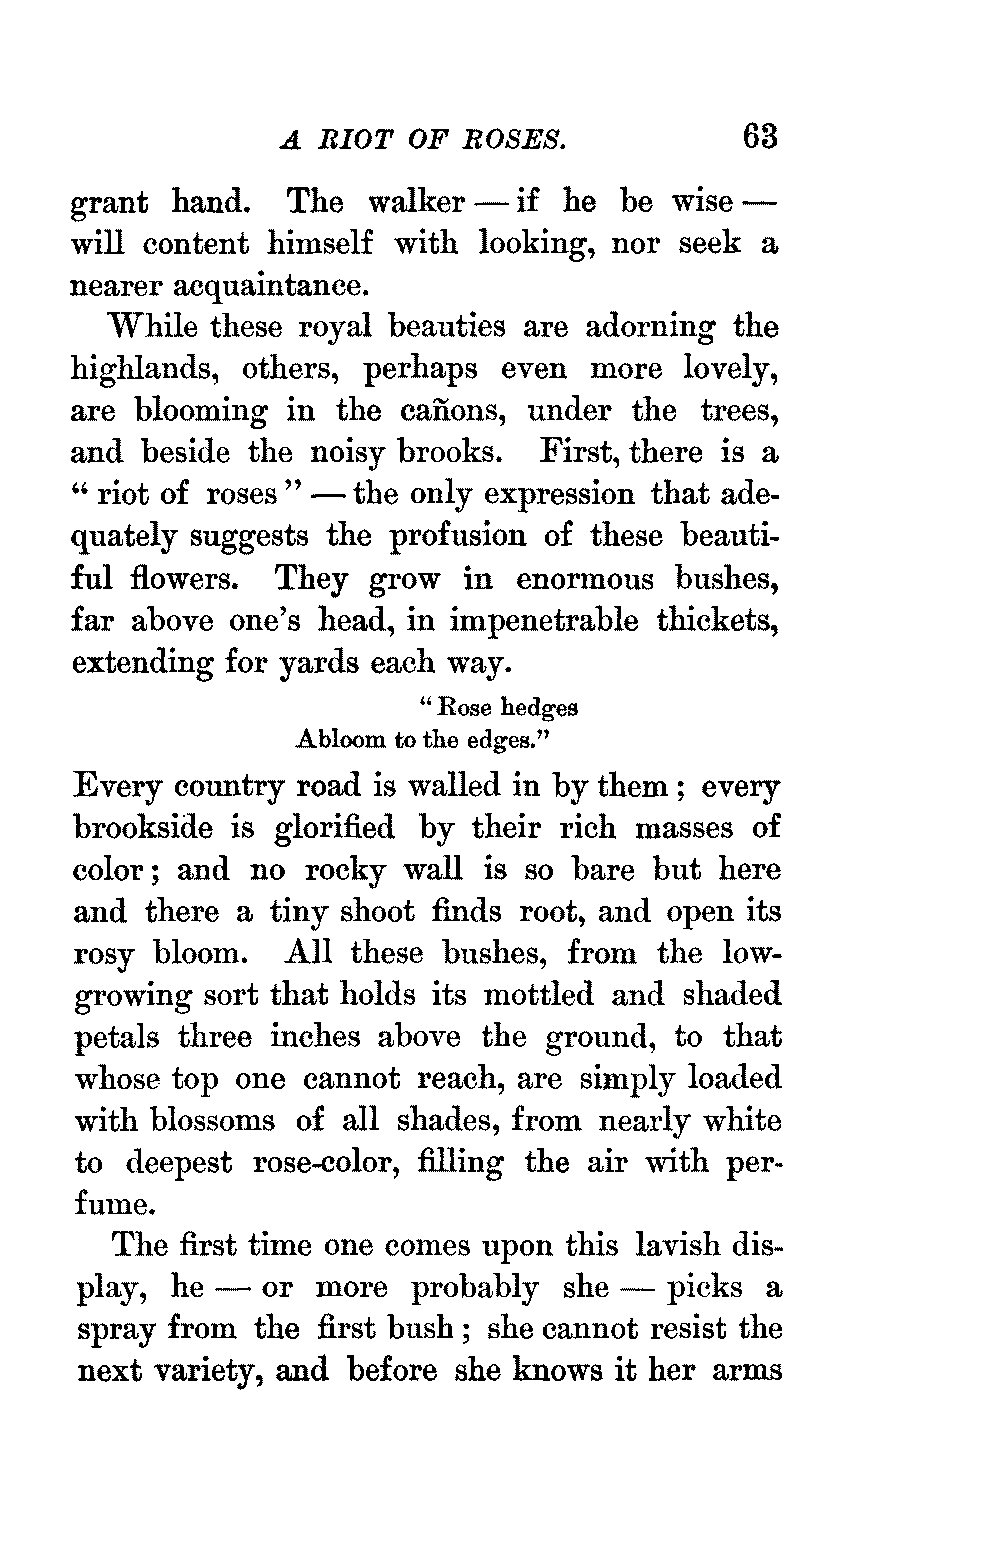 A RIOT OF ROSES. 63
grant hand. The walker — if he be wise —
will content himself with looking, nor seek a
nearer acquaintance.
While these royal beauties are adorning the
highlands, others, perhaps even more lovely,
are blooming in the cañons, under the trees,
and beside the noisy brooks. First, there is a
“ riot of roses ” — the only expression that ade-
quately suggests the profusion of these beauti-
ful flowers. They grow in enormous bushes,
far above one’s head, in impenetrable thickets,
extending for yards each way.
“ Rose hedges
Abloom to the edges.”
Every country road is walled in by them ; every
brookside is glorified by their rich masses of
color ; and no rocky wall is so bare but here
and there a tiny shoot finds root, and open its
rosy bloom. All these bushes, from the low-
growing sort that holds its mottled and shaded
petals three inches above the ground, to that
whose top one cannot reach, are simply loaded
with blossoms of all shades, from nearly white
to deepest rose-color, filling the air with per-
fume.
The first time one comes upon this lavish dis-
play, he — or more probably she — picks a
spray from the first bush ; she cannot resist the
next variety, and before she knows it her arms